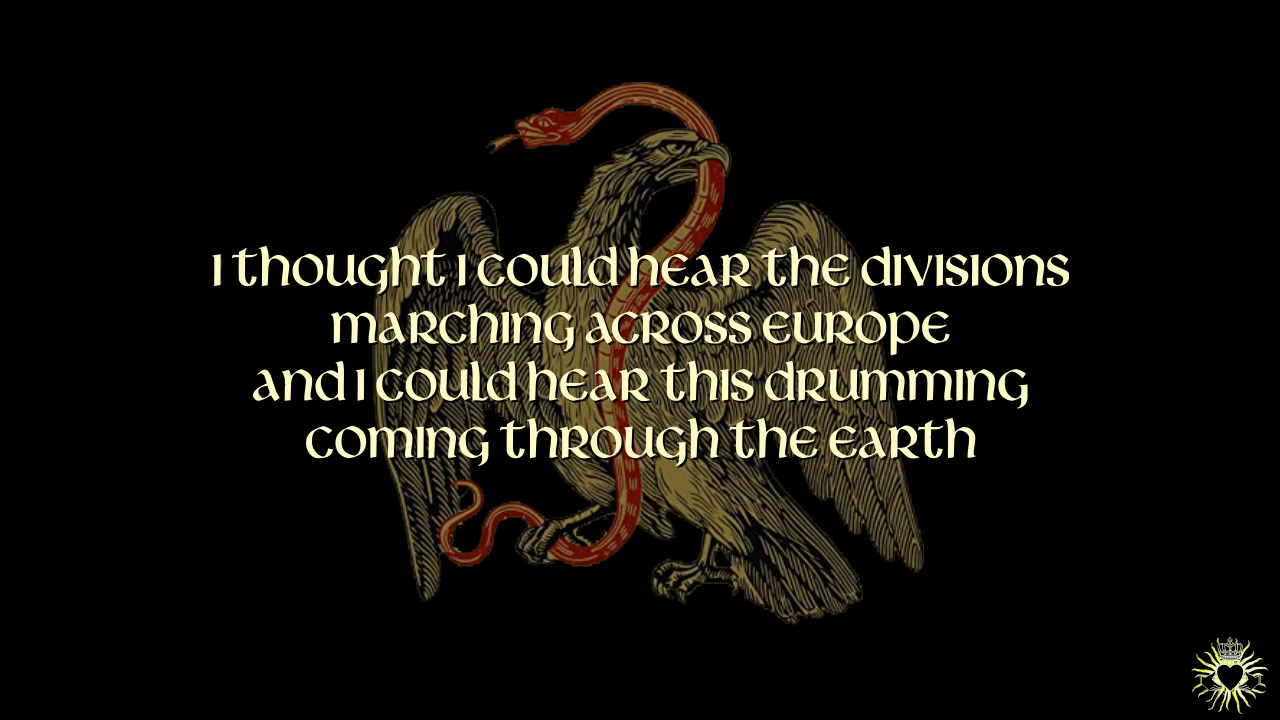 I thought I could hear the divisions
marching across Europe
and I could hear this drumming
coming through the earth